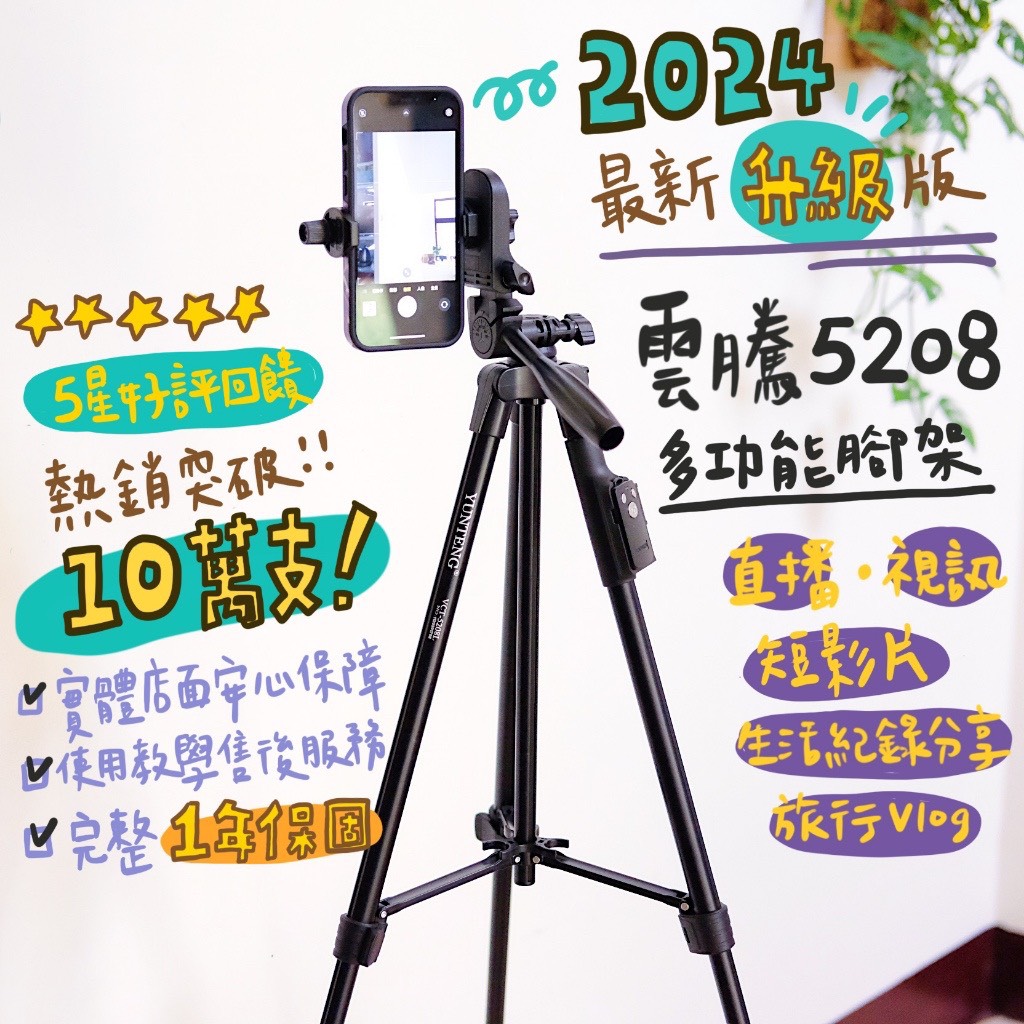 2024
最新升級版
雲騰5208
多功能腳架
直播·視訊
短影片
生活紀錄分享
旅行Vlog
5星好評回饋
熱銷突破!!
10萬支!
實體店面安心保障
使用教學售後服務
完整1年保固
YUNTENG®
VCT-5208L